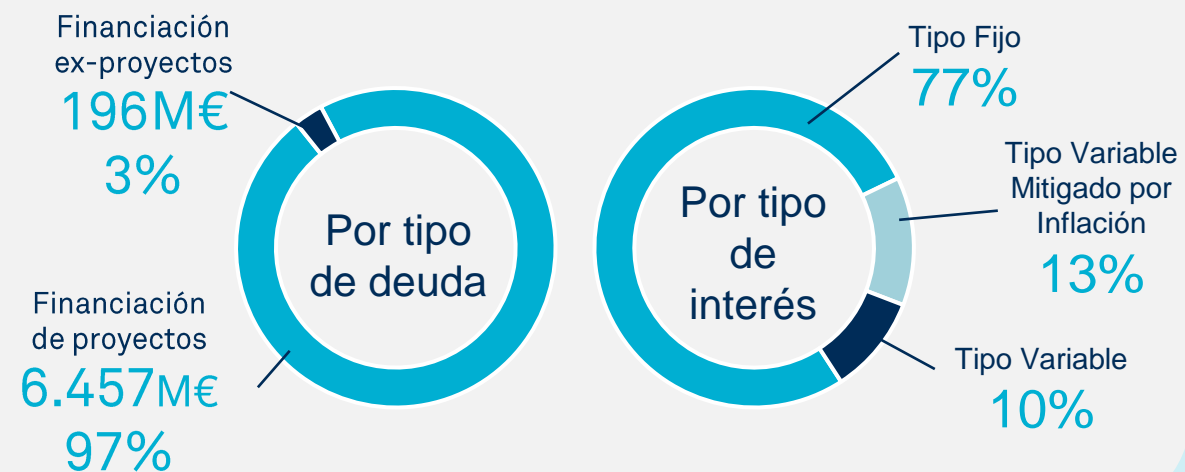 Financiación
ex-proyectos
196M€
3%
Por tipo
de deuda
Financiación
de proyectos
6.457M€
97%
Tipo Fijo
77%
Por tipo
de
interés
Tipo Variable
Mitigado por
Inflación
13%
Tipo Variable
10%